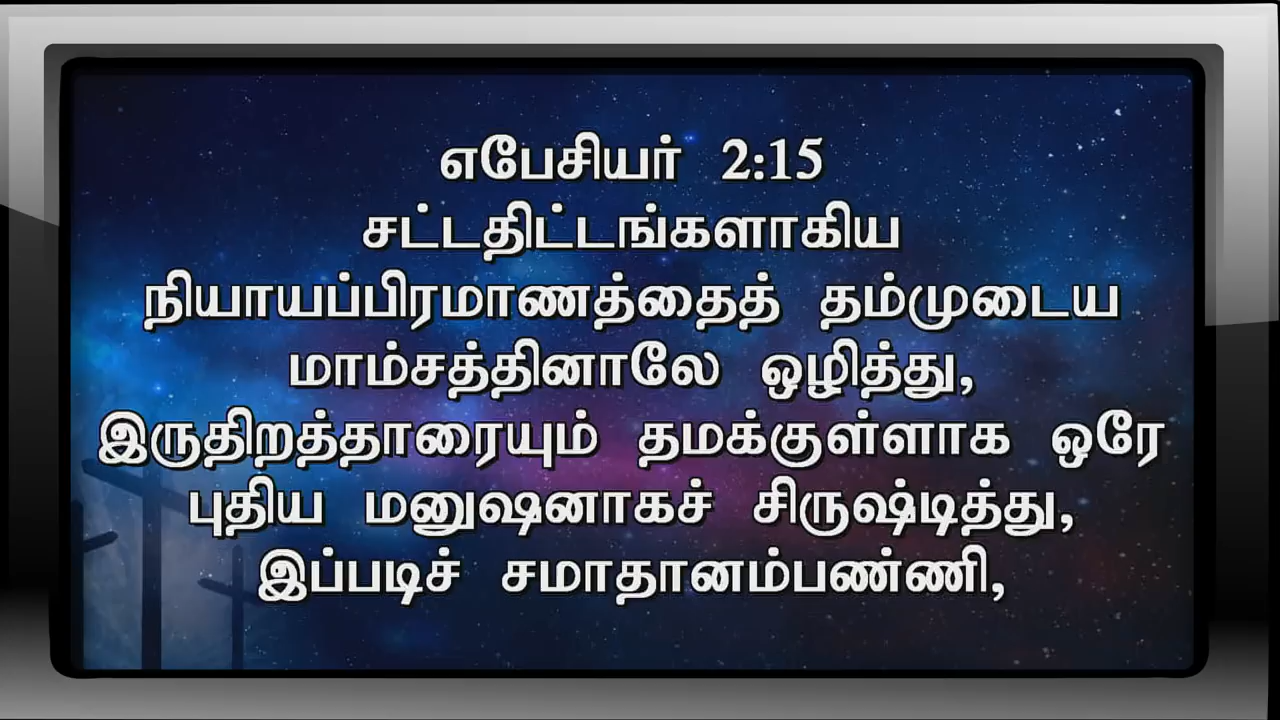 எபேசியர் 2:15
சட்டதிட்டங்களாகிய
நியாயப்பிரமாணத்தைத் தம்முடைய
மாம்சத்தினாலே ஒழித்து,
இருதிறத்தாரையும் தமக்குள்ளாக ஒரே
புதிய மனுஷனாகச் சிருஷ்டித்து,
இப்படிச் சமாதானம்பண்ணி,